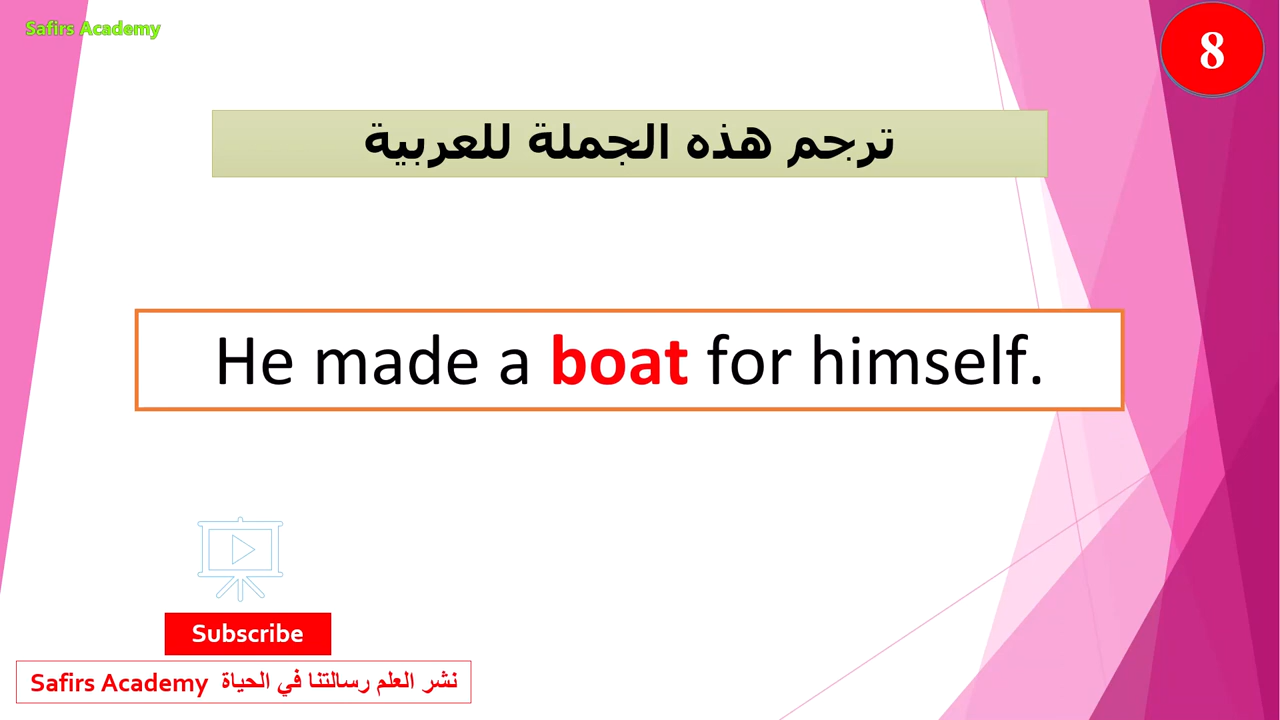 Safirs Academy
8
ترجم هذه الجملة للعربية
He made a boat for himself.
Subscribe
Safirs Academy نشر العلم رسالتنا في الحياة